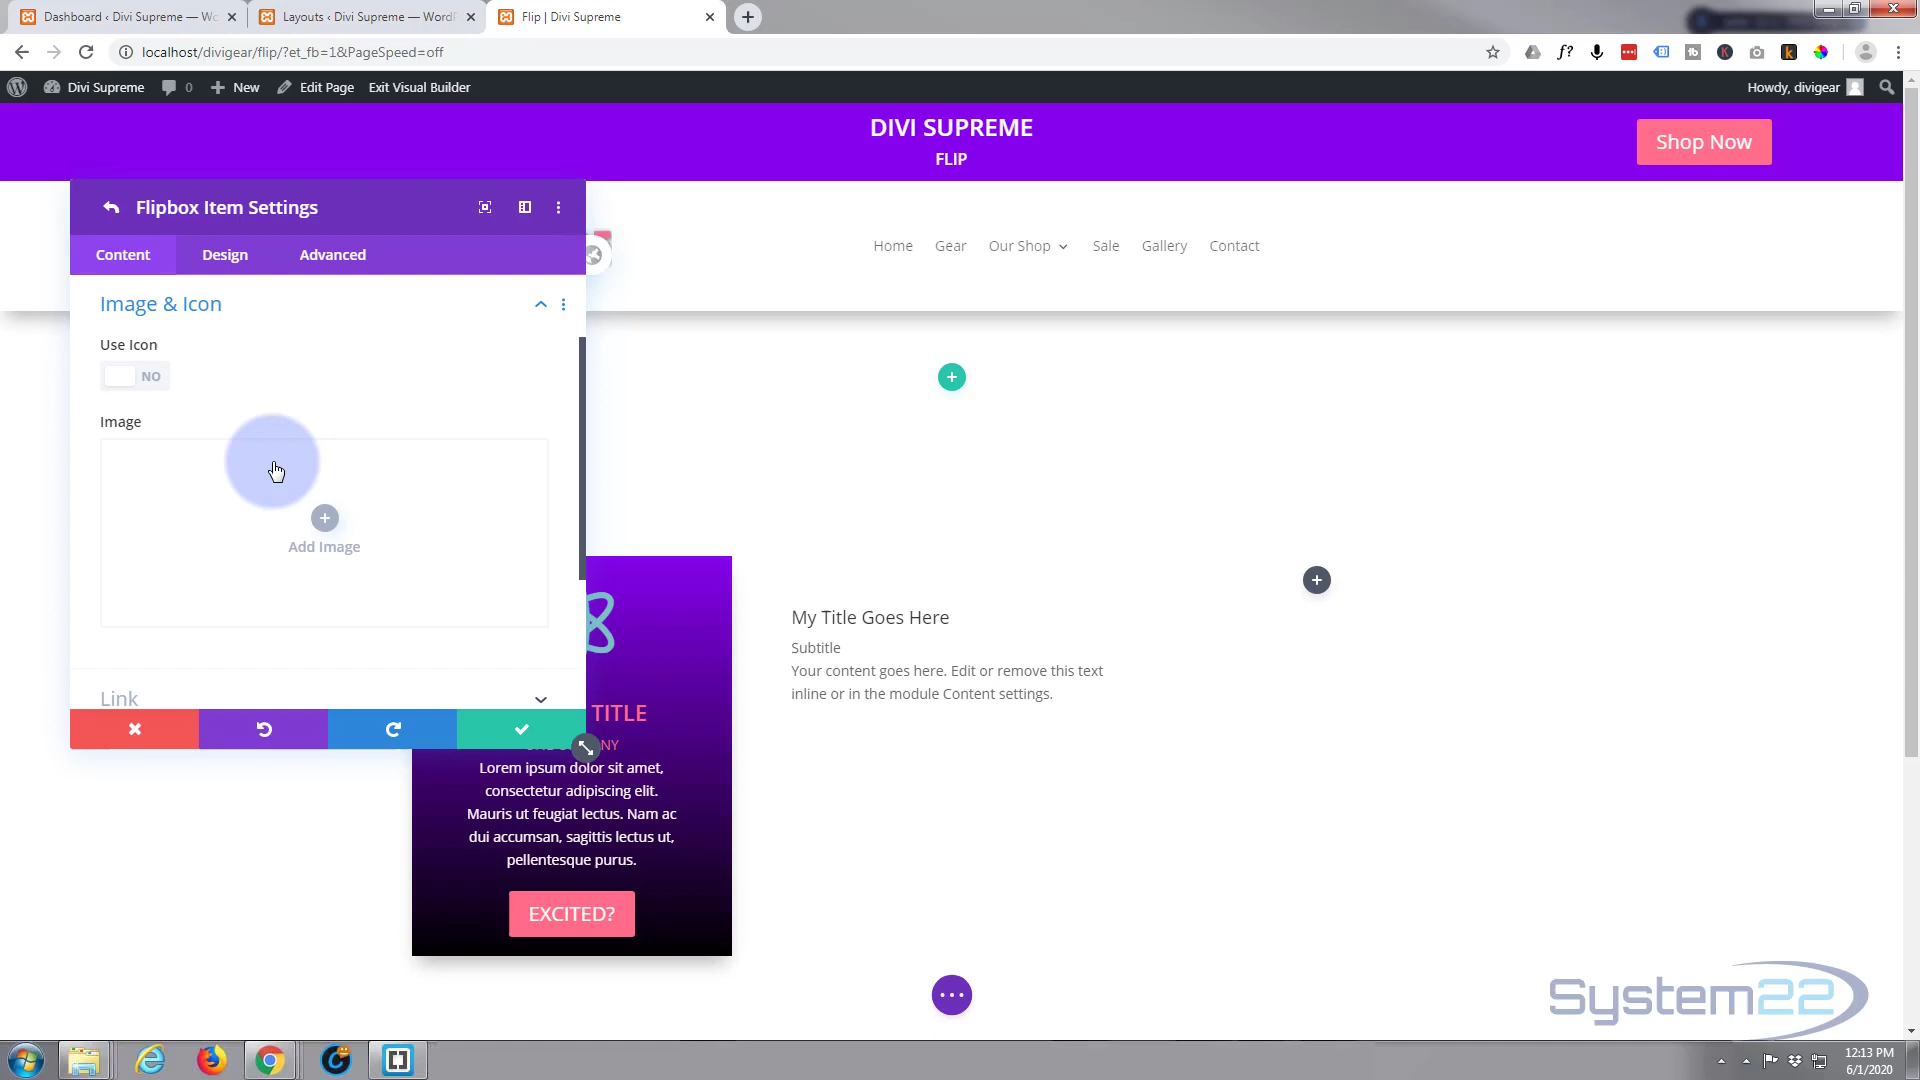 Dashboard ‹ Divi Supreme — Wo
Layouts ‹ Divi Supreme — WordP
Flip | Divi Supreme
localhost/divigear/flip/?et_fb=1&PageSpeed=off
Divi Supreme
0
New
Edit Page
Exit Visual Builder
Howdy, divigear
DIVI SUPREME
FLIP
Shop Now
Flipbox Item Settings
Content
Design
Advanced
Home
Gear
Our Shop
Sale
Gallery
Contact
Image & Icon
Use Icon
NO
Image
Add Image
Link
TITLE
NY
Lorem ipsum dolor sit amet,
consectetur adipiscing elit.
Mauris ut feugiat lectus. Nam ac
dui accumsan, sagittis lectus ut,
pellentesque purus.
EXCITED?
My Title Goes Here
Subtitle
Your content goes here. Edit or remove this text
inline or in the module Content settings.
System22
12:13 PM
6/1/2020